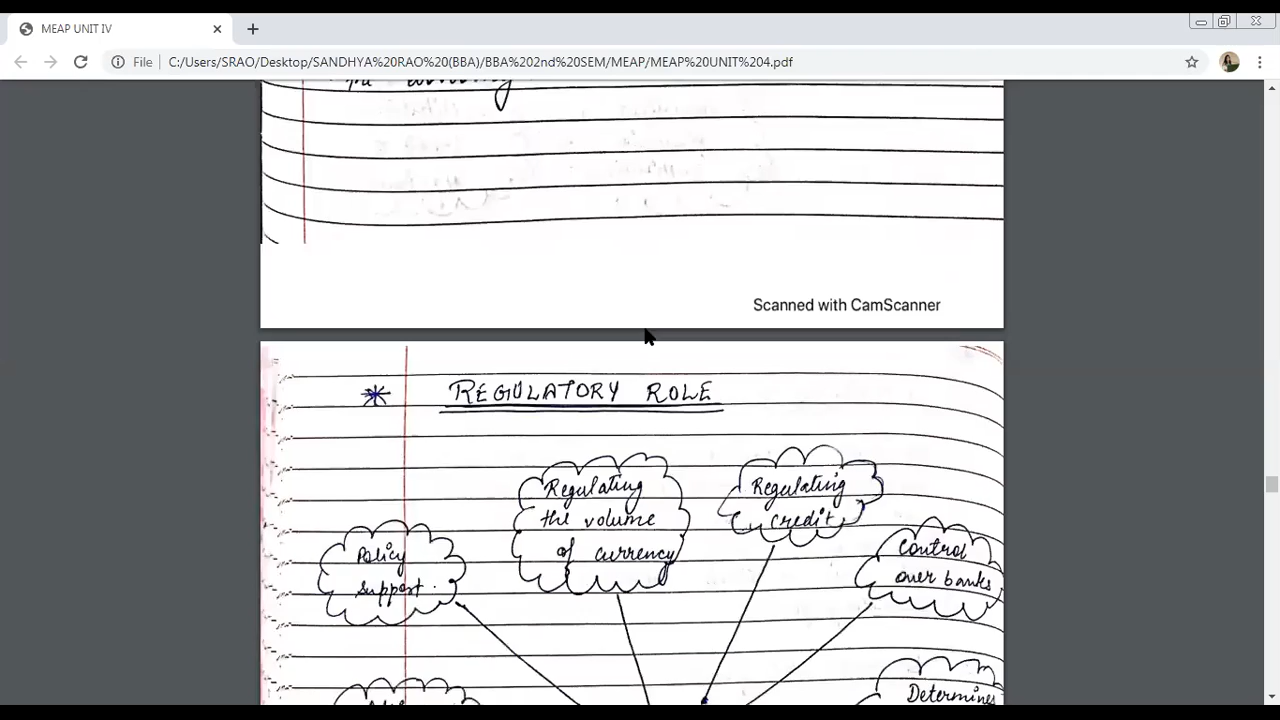 MEAP UNIT IV
File
C:/Users/SRAO/Desktop/SANDHYA%20RAO%20(BBA)/BBA%202nd%20SEM/MEAP/MEAP%20UNIT%204.pdf
Scanned with CamScanner
REGULATORY ROLE
Regulating
the volume
of currency
Regulating
credit
Policy
Support.
Control
over banks
Determines